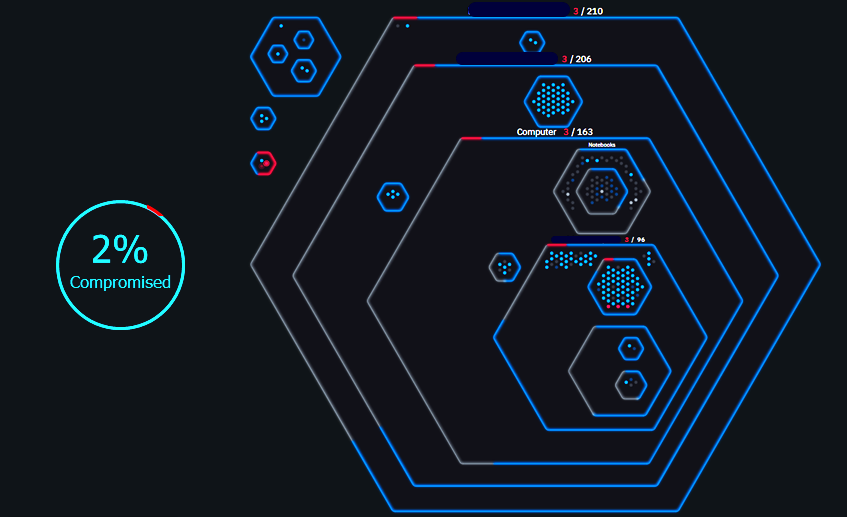 3 / 210
3 / 206
Computer 3 / 163
Notebooks
3 / 96
2%
Compromised